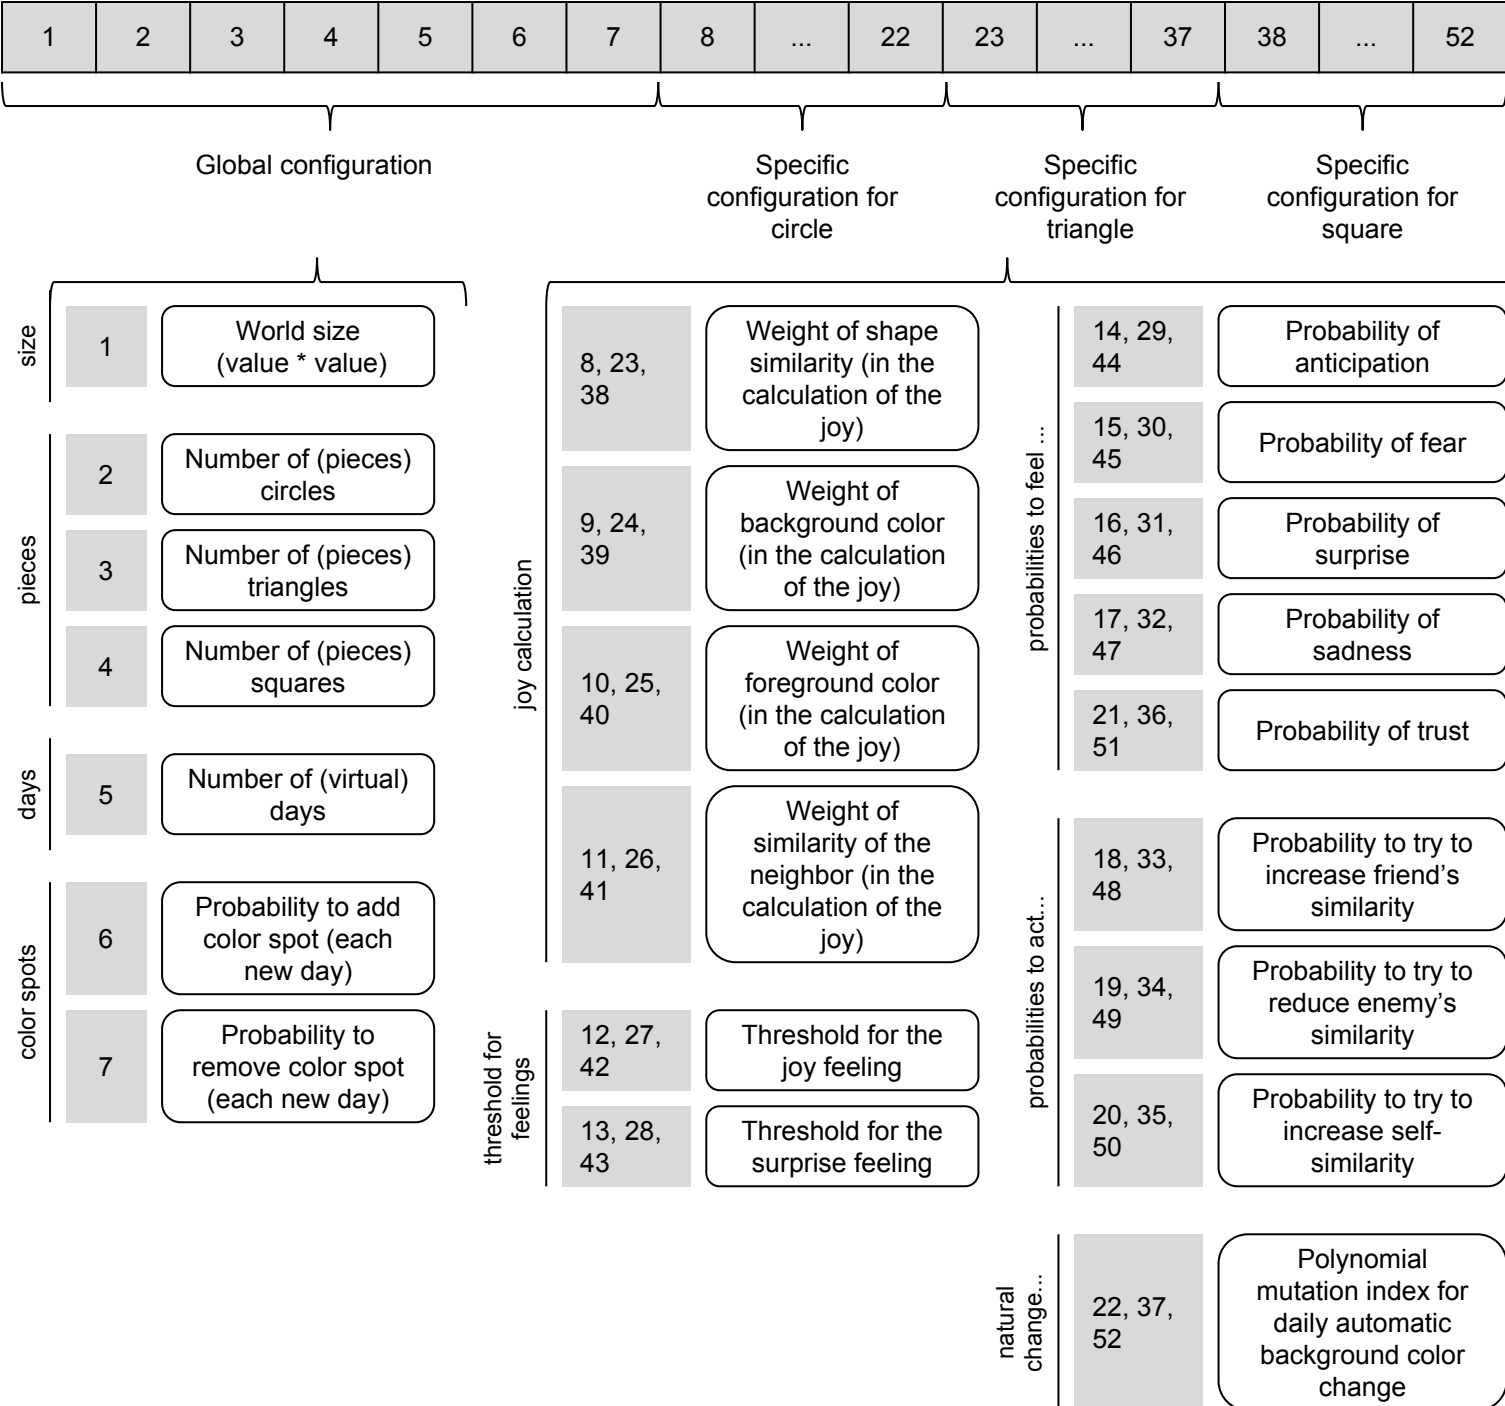 1 2 3 4 5 6 7 8 ... 22 23 ... 37 38 ... 52
Global configuration
Specific
configuration for
circle
Specific
configuration for
triangle
Specific
configuration for
square
size
1
World size
(value * value)
pieces
2
Number of (pieces)
circles
3
Number of (pieces)
triangles
4
Number of (pieces)
squares
days
5
Number of (virtual)
days
color spots
6
Probability to add
color spot (each
new day)
7
Probability to
remove color spot
(each new day)
joy calculation
8, 23,
38
Weight of shape
similarity (in the
calculation of the
joy)
9, 24,
39
Weight of
background color
(in the calculation
of the joy)
10, 25,
40
Weight of
foreground color
(in the calculation
of the joy)
11, 26,
41
Weight of
similarity of the
neighbor (in the
calculation of the
joy)
threshold for
feelings
12, 27,
42
Threshold for the
joy feeling
13, 28,
43
Threshold for the
surprise feeling
probabilities to feel ...
14, 29,
44
Probability of
anticipation
15, 30,
45
Probability of fear
16, 31,
46
Probability of
surprise
17, 32,
47
Probability of
sadness
21, 36,
51
Probability of trust
probabilities to act...
18, 33,
48
Probability to try to
increase friend’s
similarity
19, 34,
49
Probability to try to
reduce enemy’s
similarity
20, 35,
50
Probability to try to
increase self-
similarity
natural
change...
22, 37,
52
Polynomial
mutation index for
daily automatic
background color
change